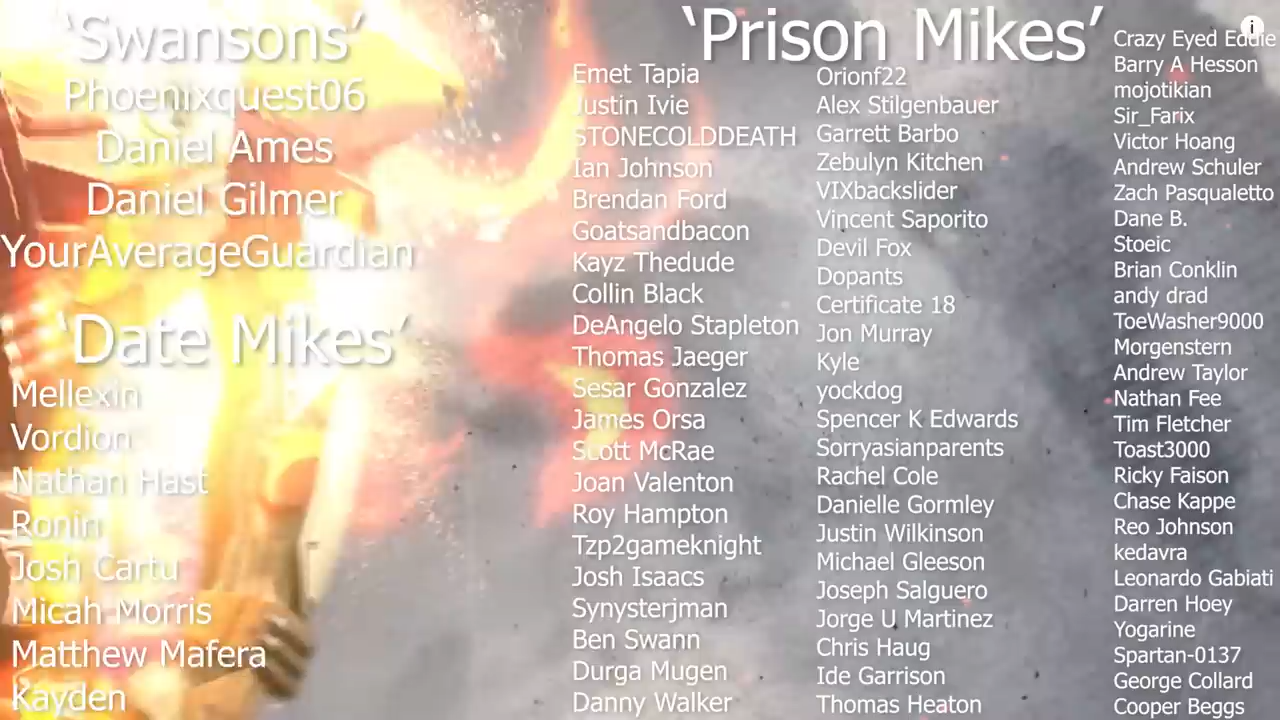 ‘Swansons’
Phoenixquest06
Daniel Ames
Daniel Gilmer
YourAverageGuardian
‘Date Mikes’
Mellexin
Vordion
Nathan Hast
Ronin
Josh Cartu
Micah Morris
Matthew Mafera
Kayden
‘Prison Mikes’
Emet Tapia
Justin Ivie
STONECOLDDEATH
Ian Johnson
Brendan Ford
Goatsandbacon
Kayz Thedude
Collin Black
DeAngelo Stapleton
Thomas Jaeger
Sesar Gonzalez
James Orsa
Scott McRae
Joan Valenton
Roy Hampton
Tzp2gameknight
Josh Isaacs
Synysterjman
Ben Swann
Durga Mugen
Danny Walker
Orionf22
Alex Stilgenbauer
Garrett Barbo
Zebulyn Kitchen
VIXbackslider
Vincent Saporito
Devil Fox
Dopants
Certificate 18
Jon Murray
Kyle
yockdog
Spencer K Edwards
Sorryasianparents
Rachel Cole
Danielle Gormley
Justin Wilkinson
Michael Gleeson
Joseph Salguero
Jorge U Martinez
Chris Haug
Ide Garrison
Thomas Heaton
Crazy Eyed Eddie
Barry A Hesson
mojotikian
Sir_Farix
Victor Hoang
Andrew Schuler
Zach Pasqualetto
Dane B.
Stoeic
Brian Conklin
andy drad
ToeWasher9000
Morgenstern
Andrew Taylor
Nathan Fee
Tim Fletcher
Toast3000
Ricky Faison
Chase Kappe
Reo Johnson
kedavra
Leonardo Gabiati
Darren Hoey
Yogarine
Spartan-0137
George Collard
Cooper Beggs